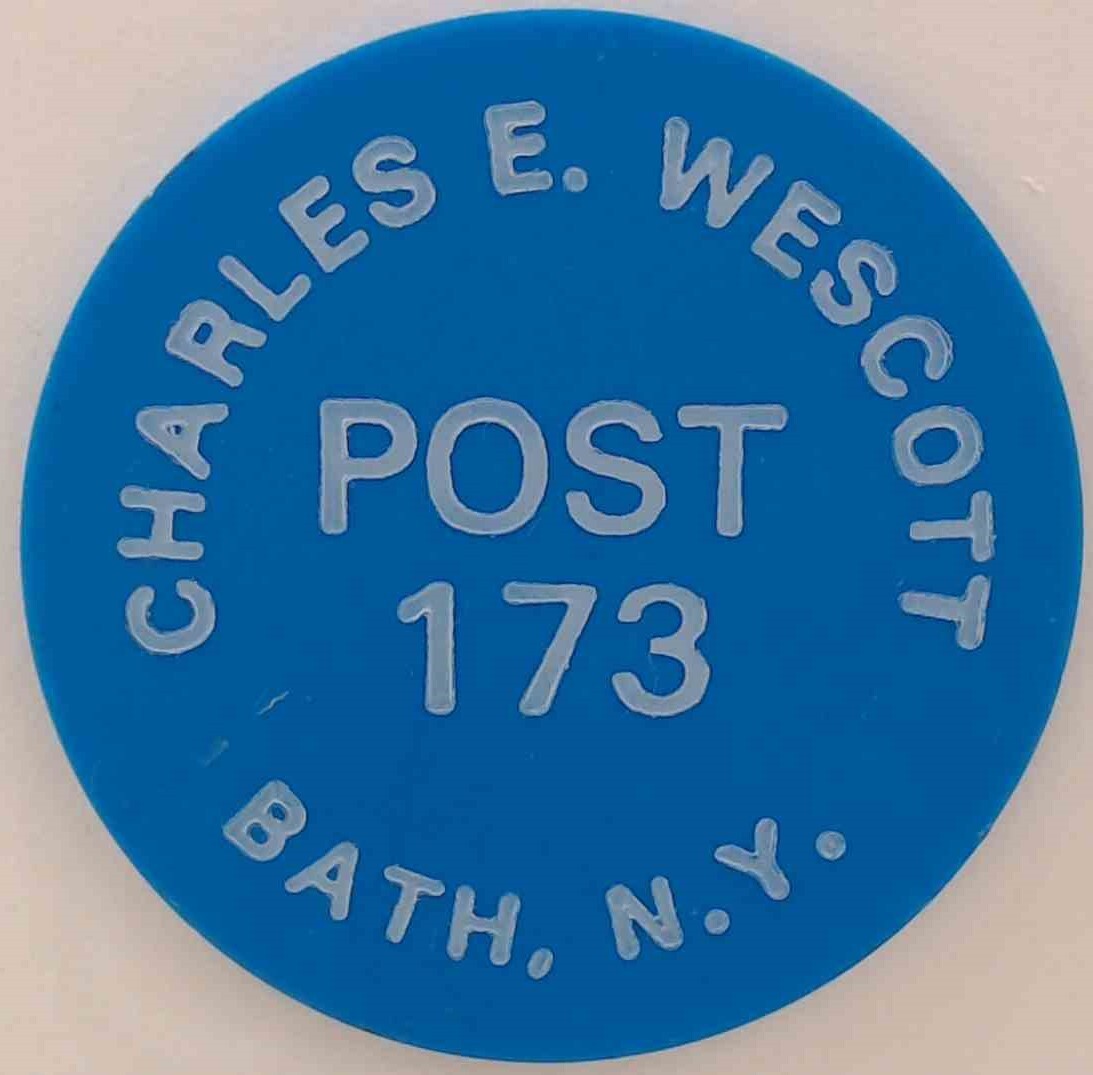 CHARLES E. WESCOTT
POST
173
BATH, N.Y.